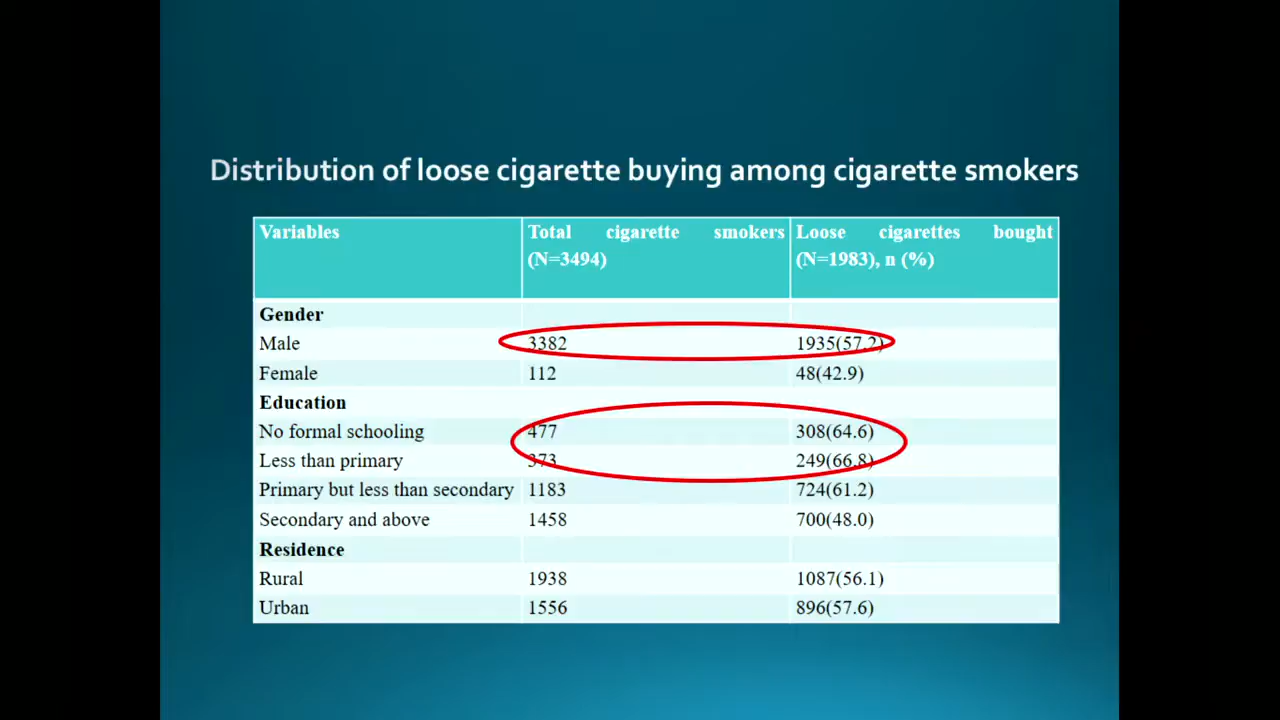 Distribution of loose cigarette buying among cigarette smokers
Variables Total cigarette smokers (N=3494) Loose cigarettes bought (N=1983), n (%)
Gender
Male 3382 1935(57.2)
Female 112 48(42.9)
Education
No formal schooling 477 308(64.6)
Less than primary 373 249(66.8)
Primary but less than secondary 1183 724(61.2)
Secondary and above 1458 700(48.0)
Residence
Rural 1938 1087(56.1)
Urban 1556 896(57.6)